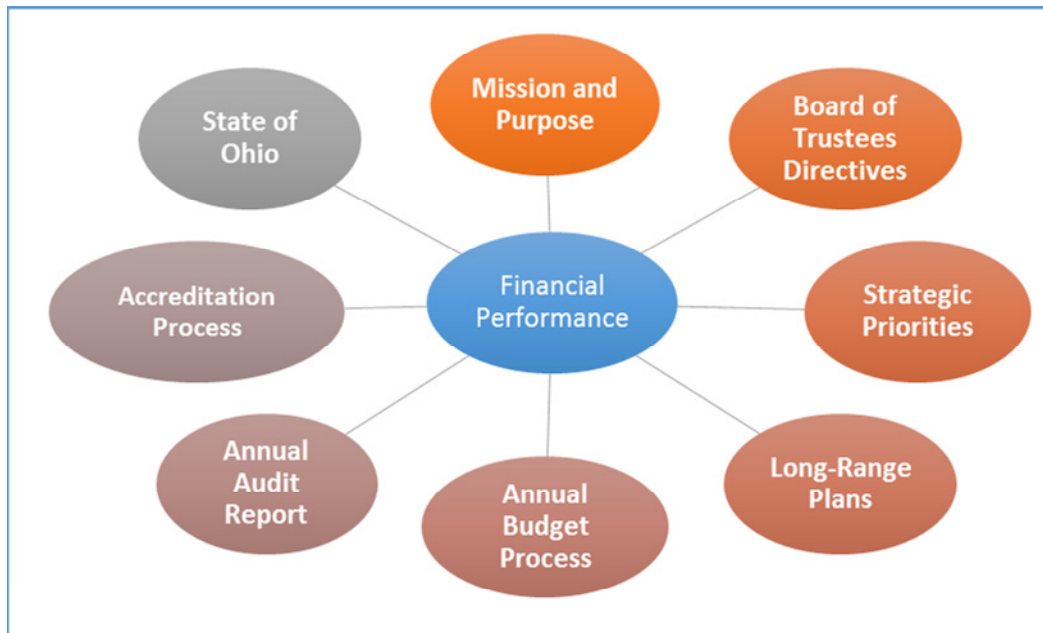 Mission and
Purpose
Board of
Trustees
Directives
Strategic
Priorities
Long-Range
Plans
Annual
Budget
Process
Annual
Audit
Report
Accreditation
Process
State of
Ohio
Financial
Performance